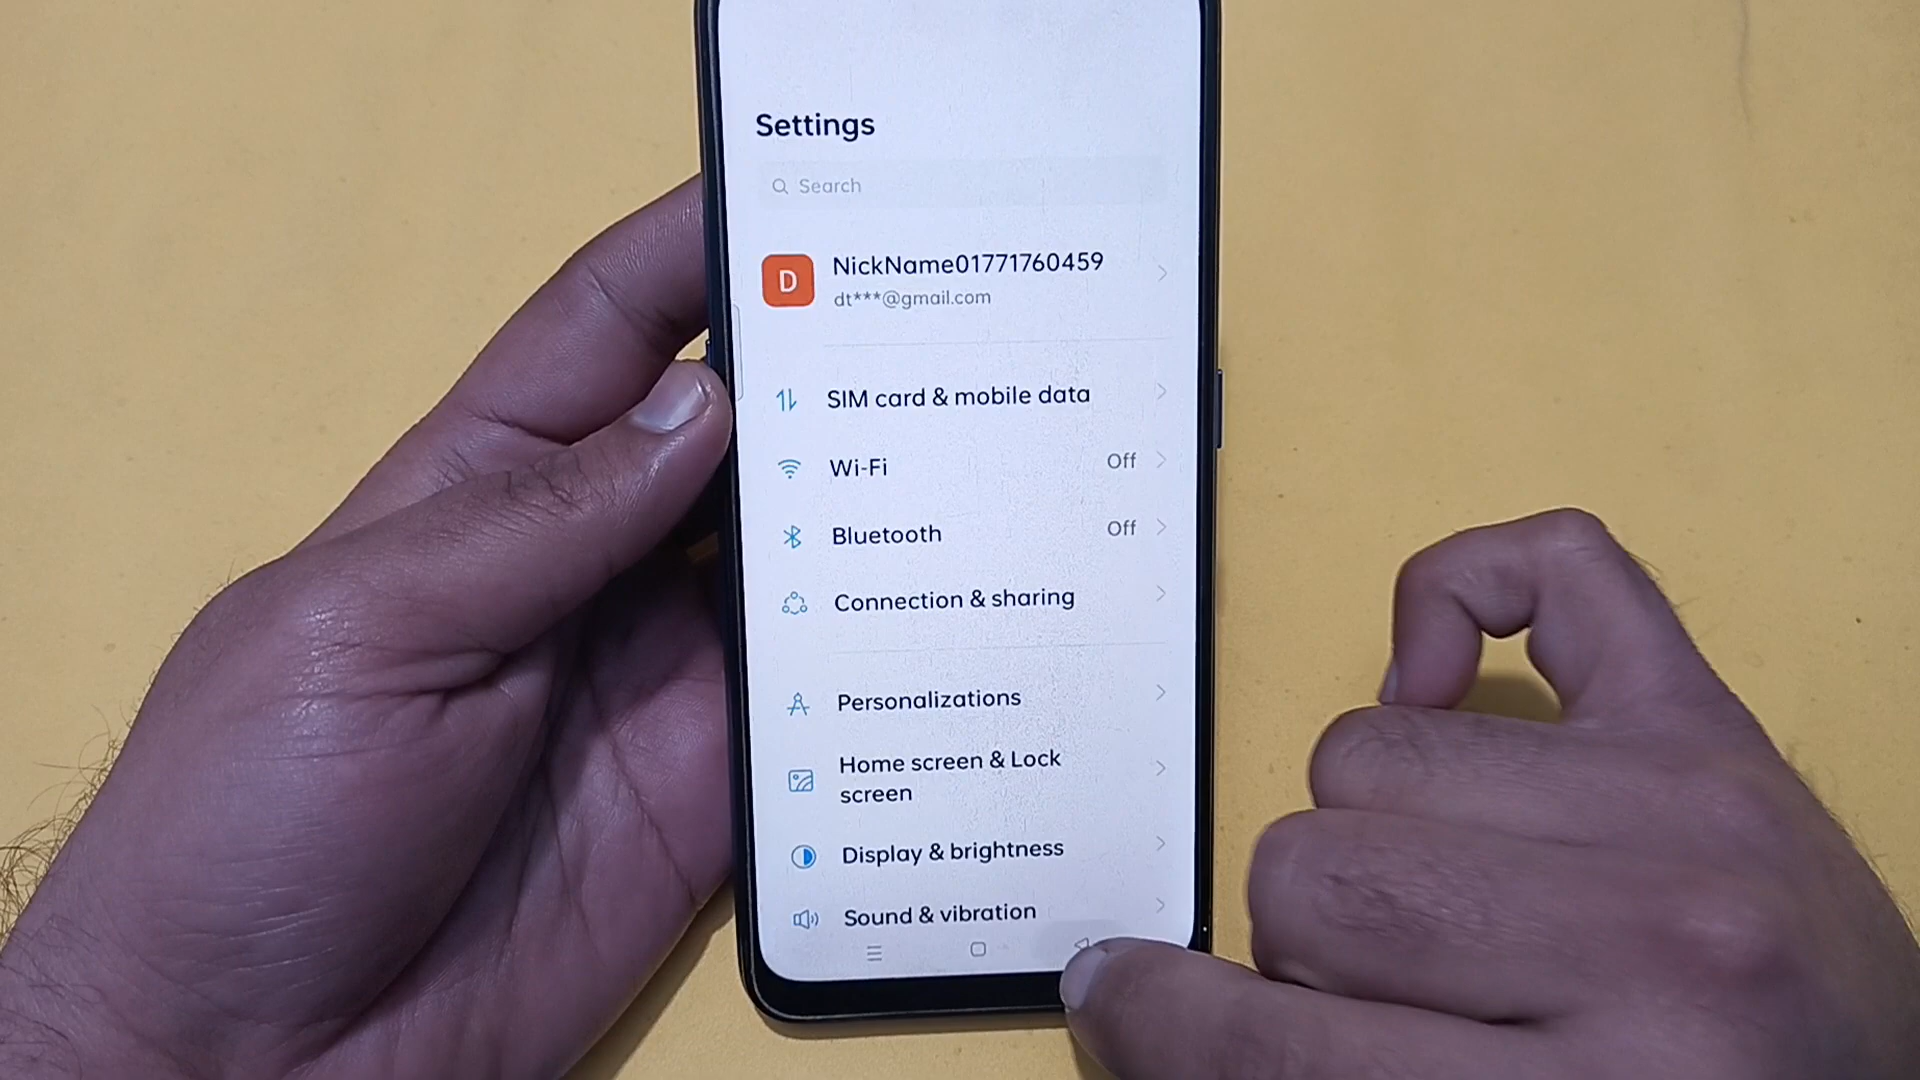 Settings
Search
D
NickName01771760459
dt***@gmail.com
SIM card & mobile data
Wi-Fi Off
Bluetooth Off
Connection & sharing
Personalizations
Home screen & Lock
screen
Display & brightness
Sound & vibration